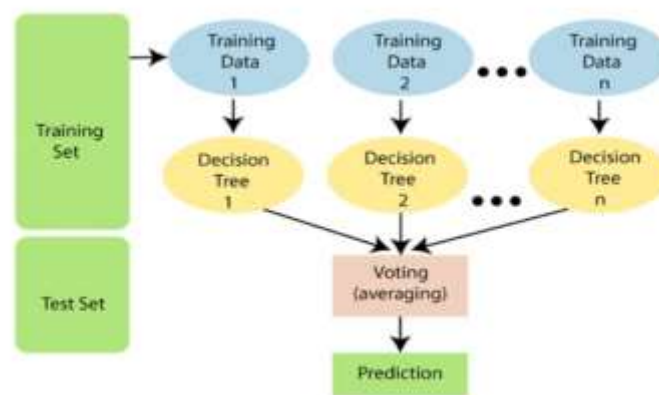 Training
Set
Test Set
Training
Data
1
Training
Data
2
Training
Data
n
Decision
Tree
1
Decision
Tree
2
Decision
Tree
n
Voting
(averaging)
Prediction